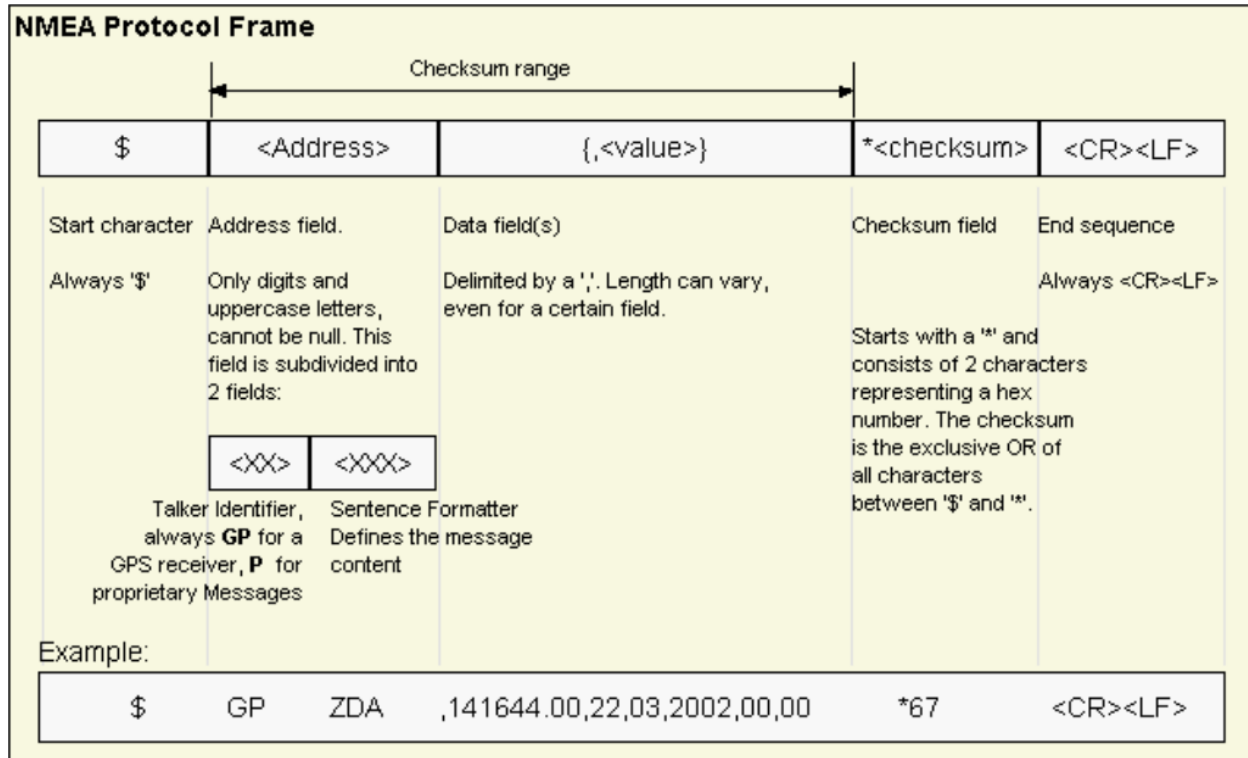 NMEA Protocol Frame
Checksum range
$ <Address> {,<value>} *<checksum> <CR><LF>
Start character
Always '$'
Address field.
Only digits and
uppercase letters,
cannot be null. This
field is subdivided into
2 fields:
<XX> <XXX>
Talker Identifier,
always GP for a
GPS receiver, P for
proprietary Messages
Sentence Formatter
Defines the message
content
Data field(s)
Delimited by a ','. Length can vary,
even for a certain field.
Checksum field
Starts with a '*' and
consists of 2 characters
representing a hex
number. The checksum
is the exclusive OR of
all characters
between '$' and '*'.
End sequence
Always <CR><LF>
Example:
$ GP ZDA ,141644.00,22,03,2002,00,00 *67 <CR><LF>